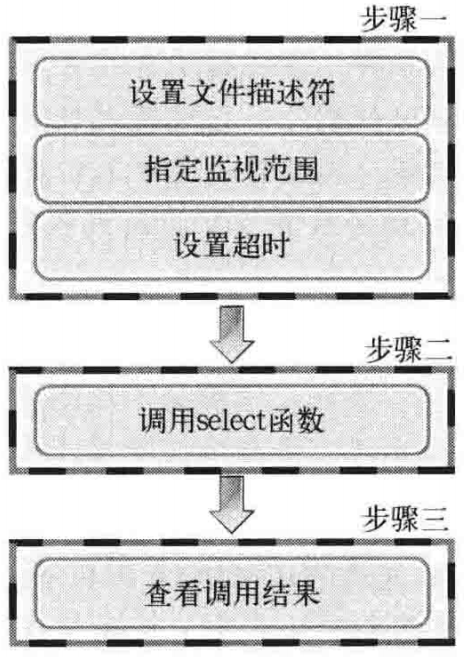 步骤一
设置文件描述符
指定监视范围
设置超时
步骤二
调用select函数
步骤三
查看调用结果